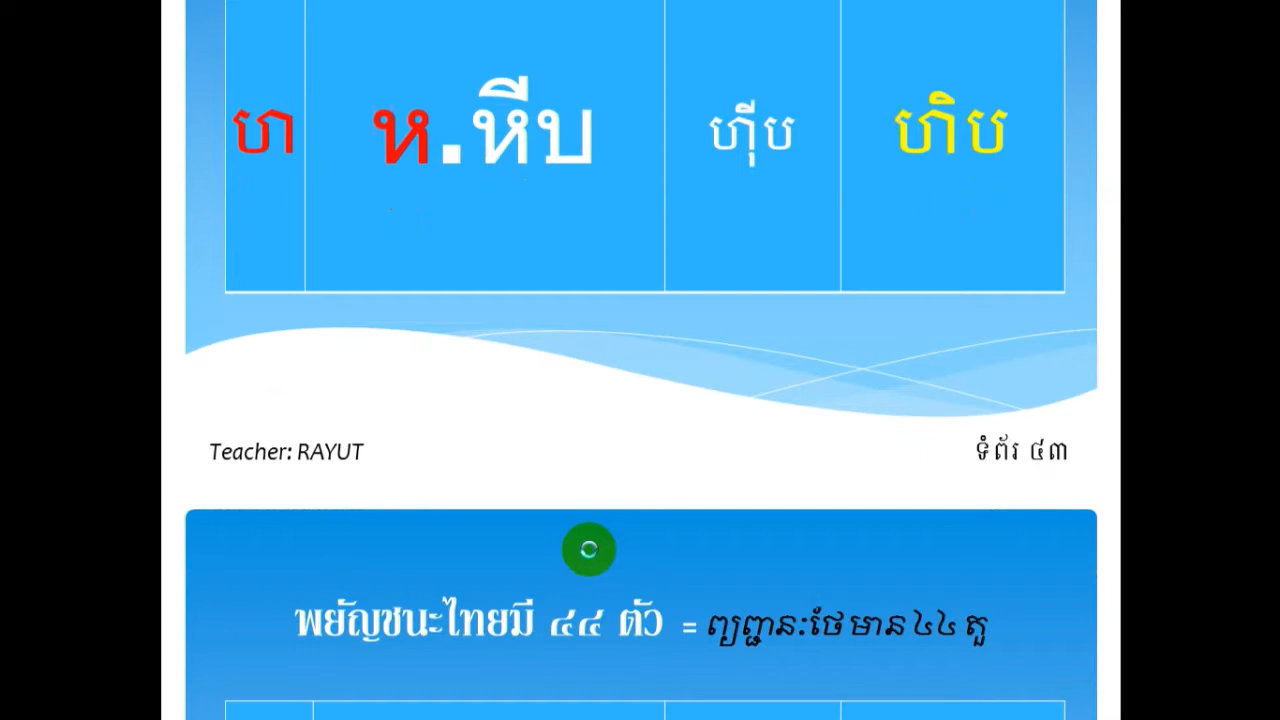 ហ ห.หีบ ហ៊ីប ហិប
Teacher: RAYUT ទំព័រ ៤៣
พยัญชนะไทยมี ๔๔ ตัว = ព្យញ្ជានៈថៃ មាន ៤៤ តួ